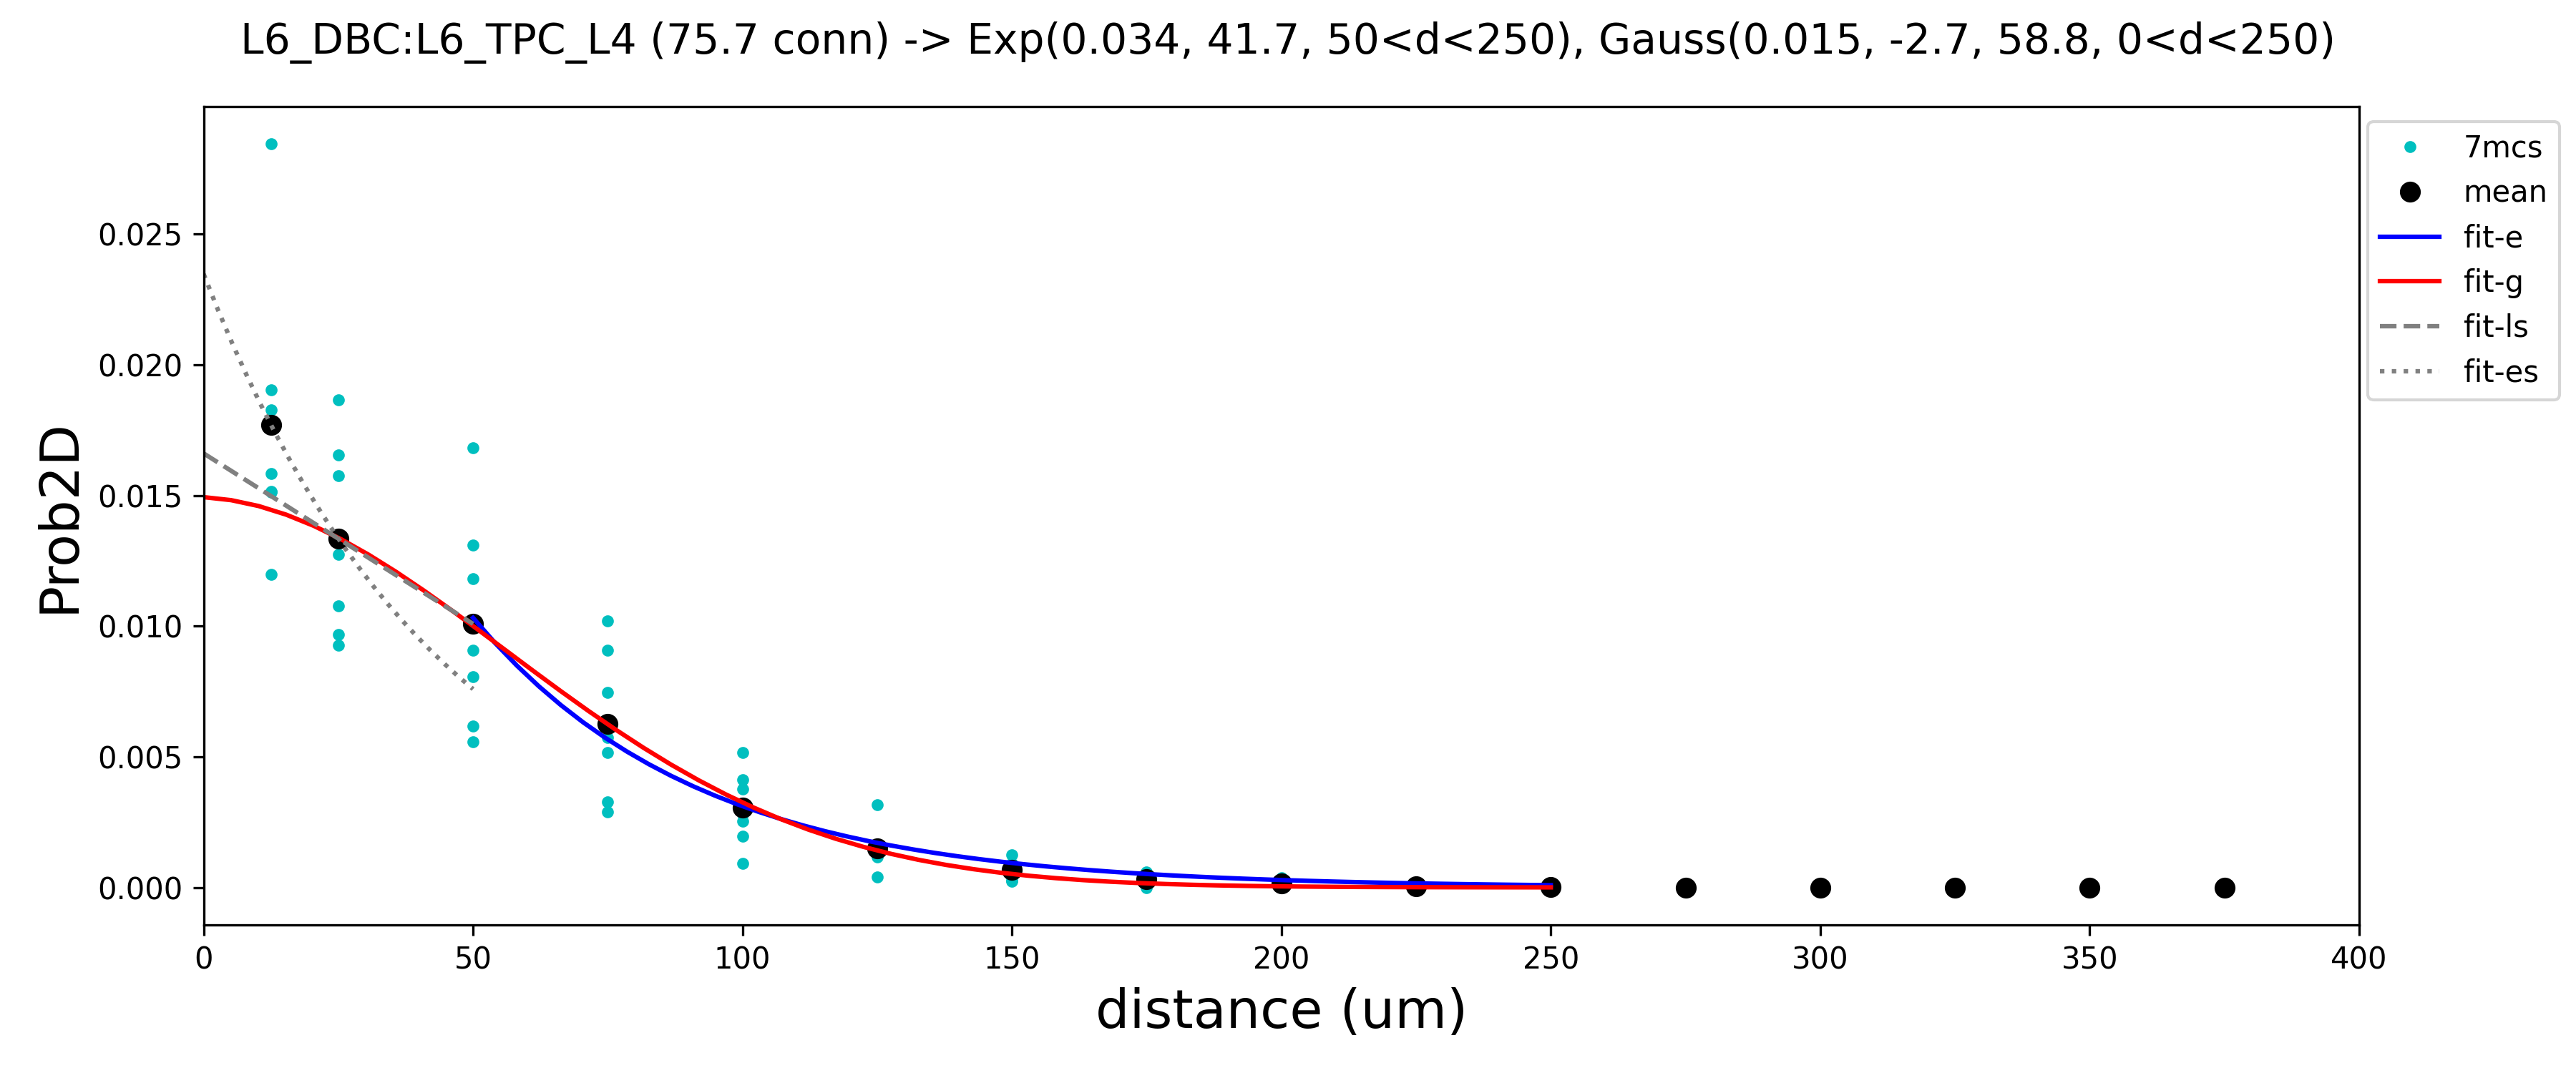 L6_DBC:L6_TPC_L4 (75.7 conn) -> Exp(0.034, 41.7, 50<d<250), Gauss(0.015, -2.7, 58.8, 0<d<250)
7mcs
mean
fit-e
fit-g
fit-ls
fit-es
Prob2D
0.025
0.020
0.015
0.010
0.005
0.000
0 50 100 150 200 250 300 350 400
distance (um)